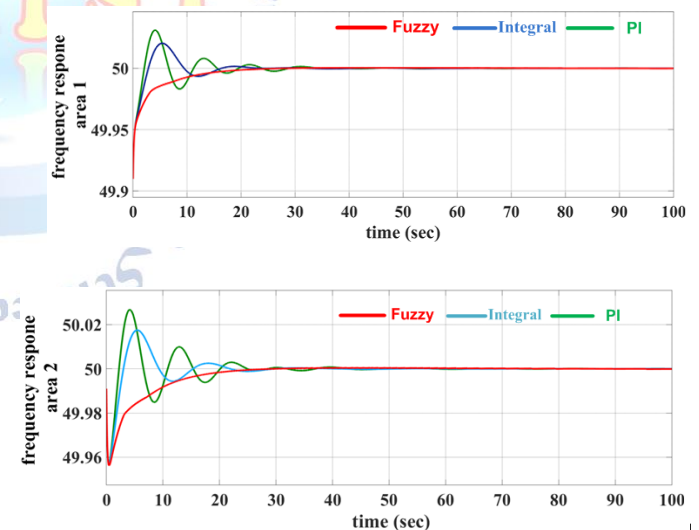 Fuzzy Integral PI
frequency respone
area 1
50
49.95
49.9
0 10 20 30 40 50 60 70 80 90 100
time (sec)
Fuzzy Integral PI
frequency respone
area 2
50.02
50
49.98
49.96
0 10 20 30 40 50 60 70 80 90 100
time (sec)